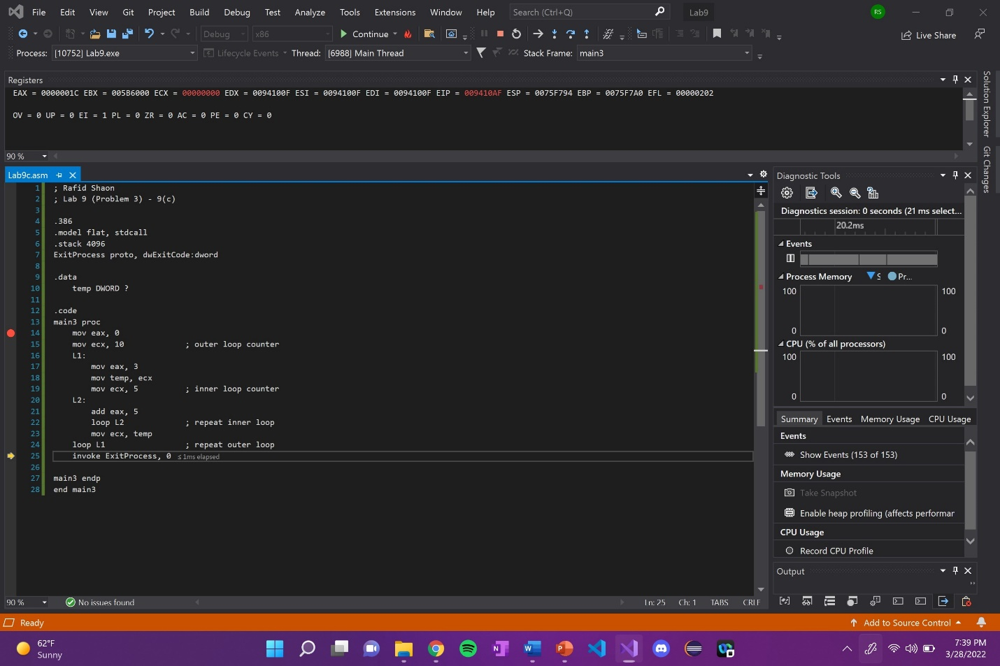 File Edit View Git Project Build Debug Test Analyze Tools Extensions Window Help Search (Ctrl+Q) Lab9 RS
Debug x86 Continue Live Share
Process: [10752] Lab9.exe Lifecycle Events Thread: [6988] Main Thread Stack Frame: main3
Registers
EAX = 0000001C EBX = 005B6000 ECX = 00000000 EDX = 0094100F ESI = 0094100F EDI = 0094100F EIP = 009410AF ESP = 0075F794 EBP = 0075F7A0 EFL = 00000202
OV = 0 UP = 0 EI = 1 PL = 0 ZR = 0 AC = 0 PE = 0 CY = 0
90 %
Solution Explorer
Git Changes
Lab9c.asm
1 ; Rafid Shaon
2 ; Lab 9 (Problem 3) - 9(c)
3
4 .386
5 .model flat, stdcall
6 .stack 4096
7 ExitProcess proto, dwExitCode:dword
8
9 .data
10 temp DWORD ?
11
12 .code
13 main3 proc
14 mov eax, 0
15 mov ecx, 10 ; outer loop counter
16 L1:
17 mov eax, 3
18 mov temp, ecx
19 mov ecx, 5 ; inner loop counter
20 L2:
21 add eax, 5
22 loop L2 ; repeat inner loop
23 mov ecx, temp
24 loop L1 ; repeat outer loop
25 invoke ExitProcess, 0 ≤ 1ms elapsed
26
27 main3 endp
28 end main3
90 % No issues found Ln: 25 Ch: 1 TABS CRLF
Diagnostic Tools
Diagnostics session: 0 seconds (21 ms select...
20.2ms
Events
Process Memory S Pr...
100 100
0 0
CPU (% of all processors)
100 100
0 0
Summary Events Memory Usage CPU Usage
Events
Show Events (153 of 153)
Memory Usage
Take Snapshot
Enable heap profiling (affects performar
CPU Usage
Record CPU Profile
Output
Ready Add to Source Control
62°F
Sunny
7:39 PM
3/28/2022